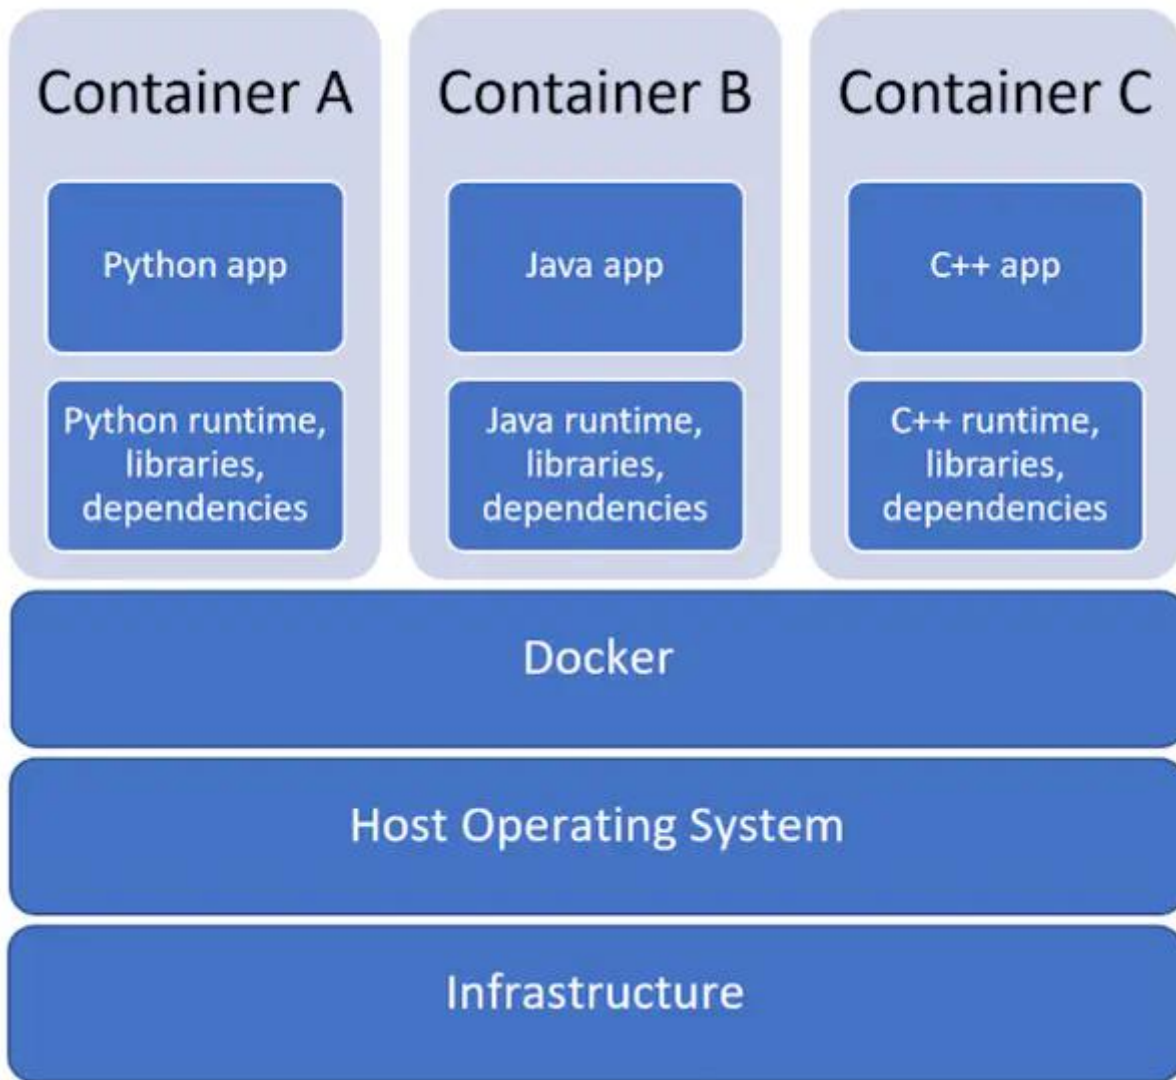 Container A
Python app
Python runtime,
libraries,
dependencies
Container B
Java app
Java runtime,
libraries,
dependencies
Container C
C++ app
C++ runtime,
libraries,
dependencies
Docker
Host Operating System
Infrastructure